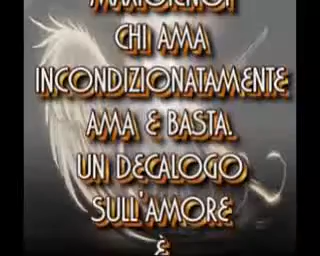 CHI AMA
INCONDIZIONATAMENTE
AMA E BASTA.
UN DECALOGO
SULL'AMORE
È